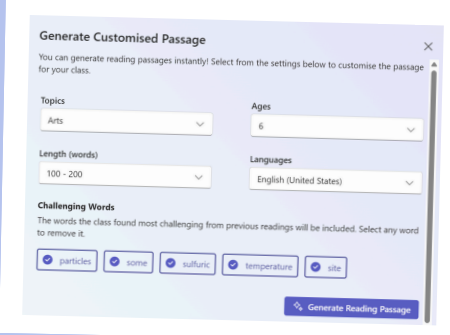 Generate Customised Passage
You can generate reading passages instantly! Select from the settings below to customise the passage
for your class.
Topics
Ages
Arts
6
Length (words)
Languages
100 - 200
English (United States)
Challenging Words
The words the class found most challenging from previous readings will be included. Select any word
to remove it.
particles some sulfuric temperature site
Generate Reading Passage